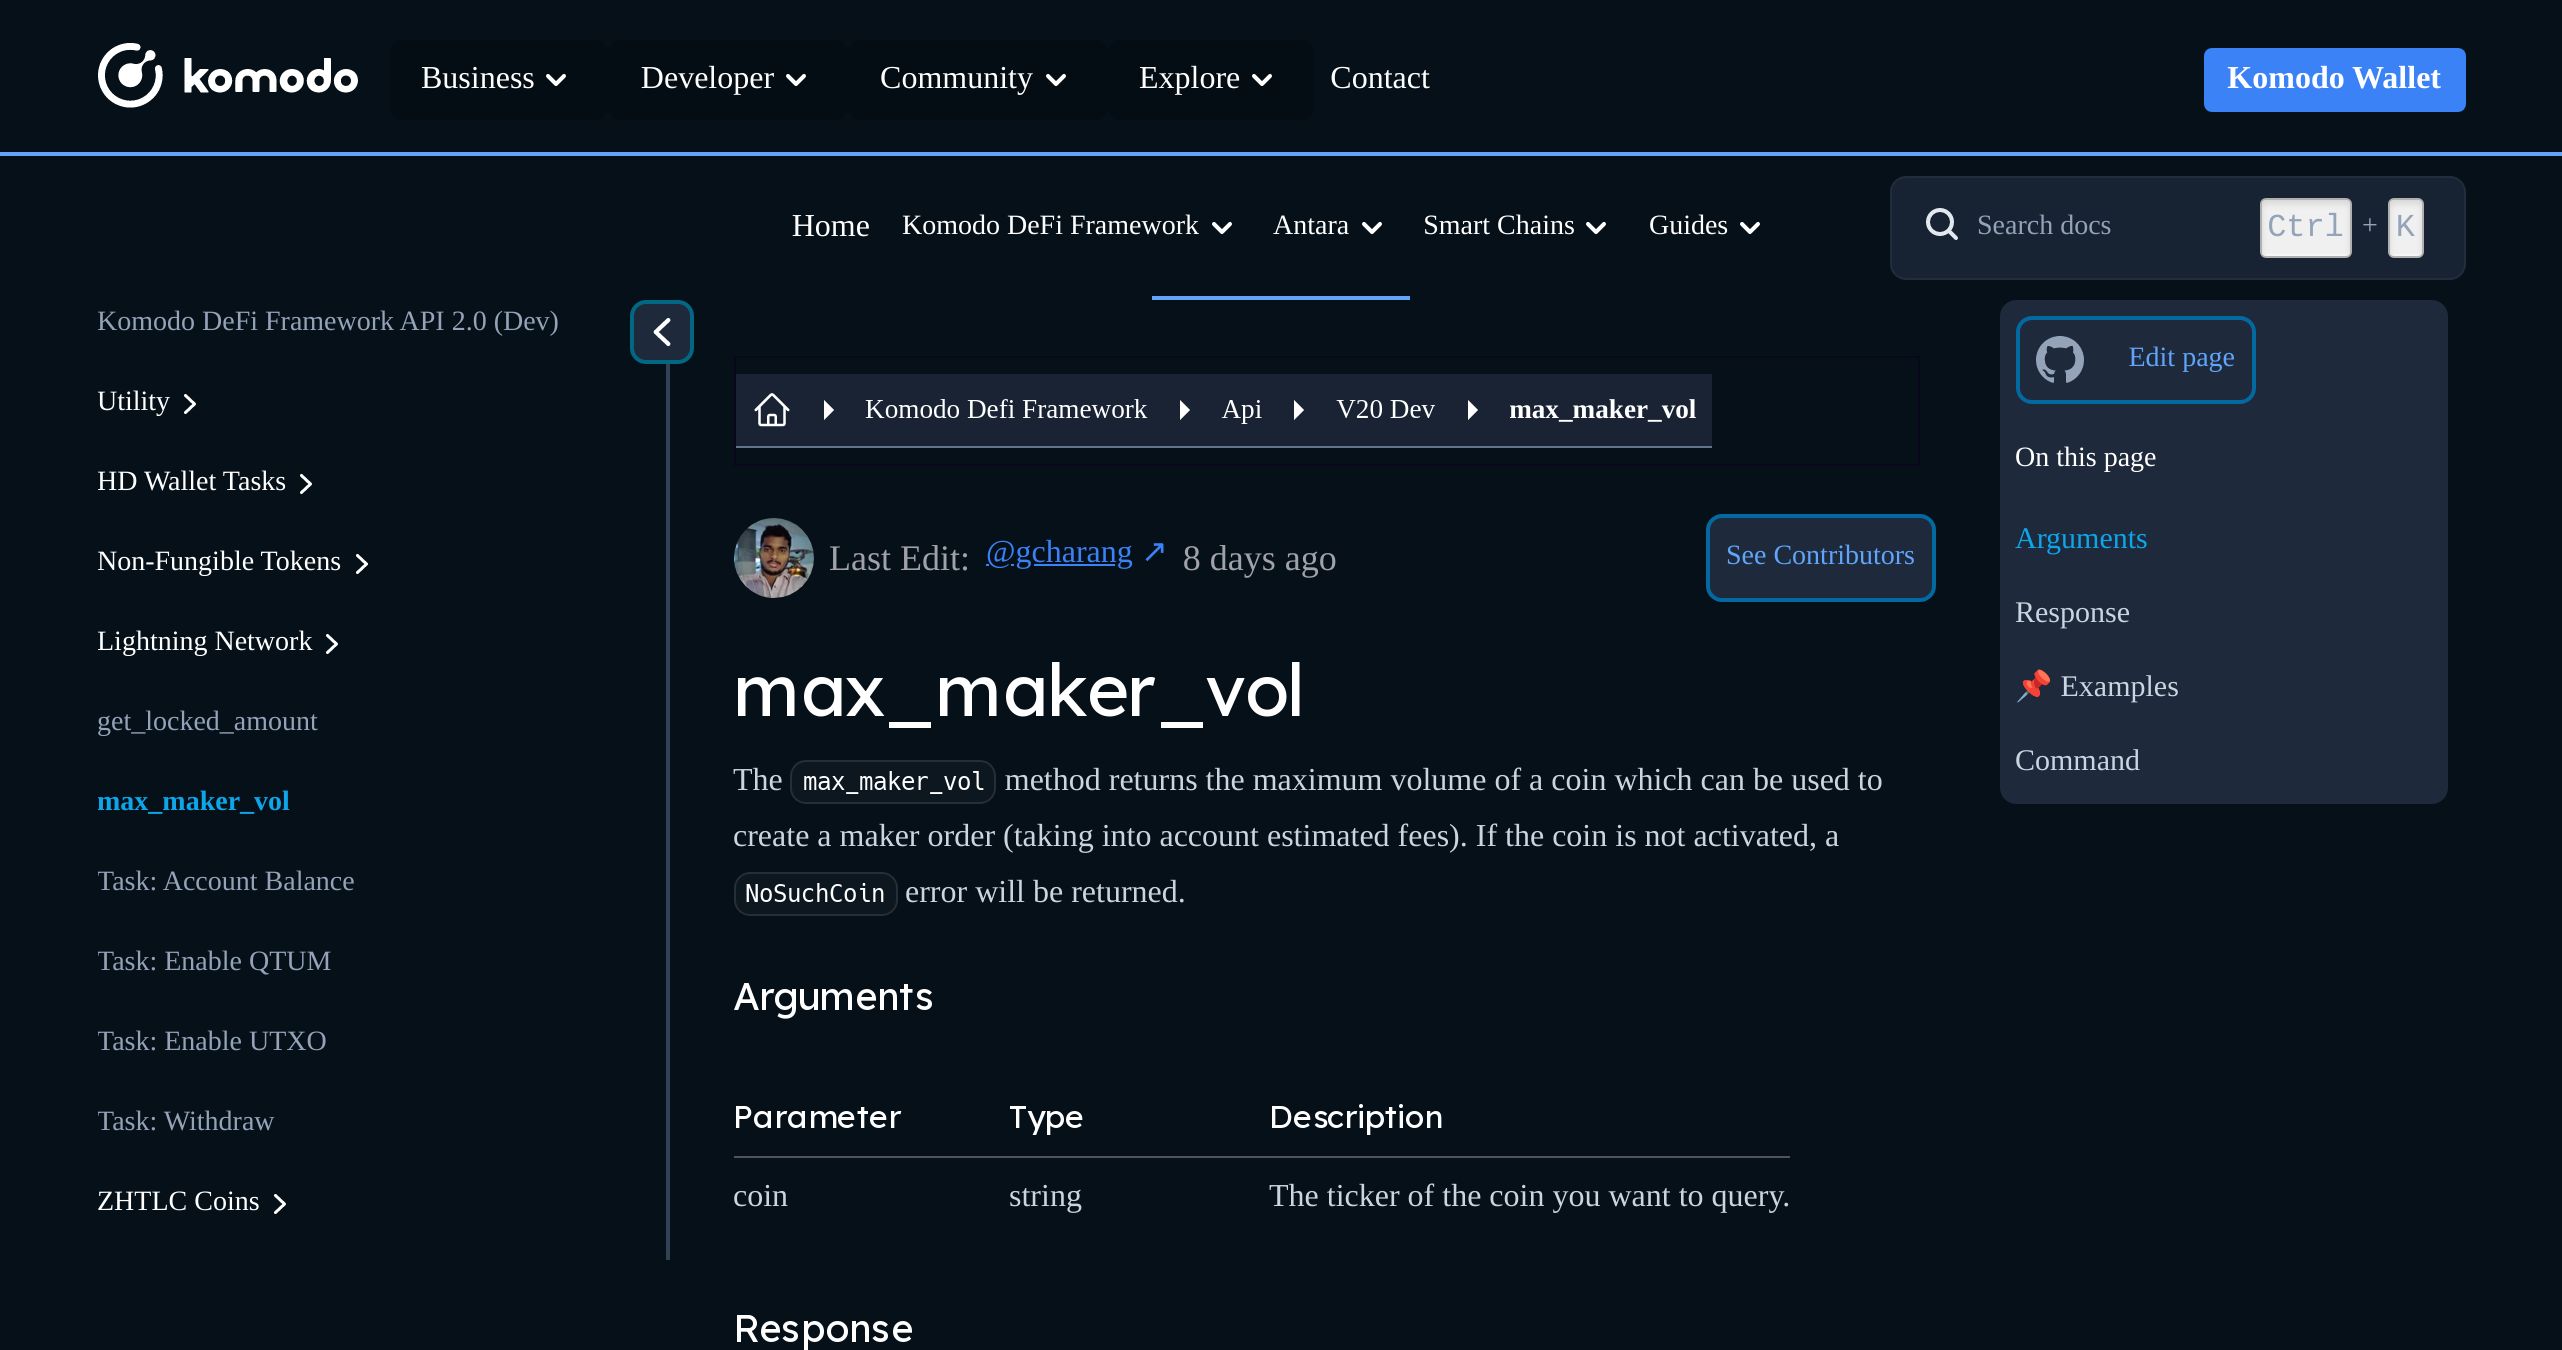 komodo
Business
Developer
Community
Explore
Contact
Komodo Wallet
Home
Komodo DeFi Framework
Antara
Smart Chains
Guides
Search docs
Ctrl + K
Komodo DeFi Framework API 2.0 (Dev)
Utility
HD Wallet Tasks
Non-Fungible Tokens
Lightning Network
get_locked_amount
max_maker_vol
Task: Account Balance
Task: Enable QTUM
Task: Enable UTXO
Task: Withdraw
ZHTLC Coins
Komodo Defi Framework
Api
V20 Dev
max_maker_vol
Last Edit: @gcharang ↗ 8 days ago
See Contributors
max_maker_vol
The max_maker_vol method returns the maximum volume of a coin which can be used to
create a maker order (taking into account estimated fees). If the coin is not activated, a
NoSuchCoin error will be returned.
Arguments
Parameter Type Description
coin string The ticker of the coin you want to query.
Response
Edit page
On this page
Arguments
Response
📌 Examples
Command